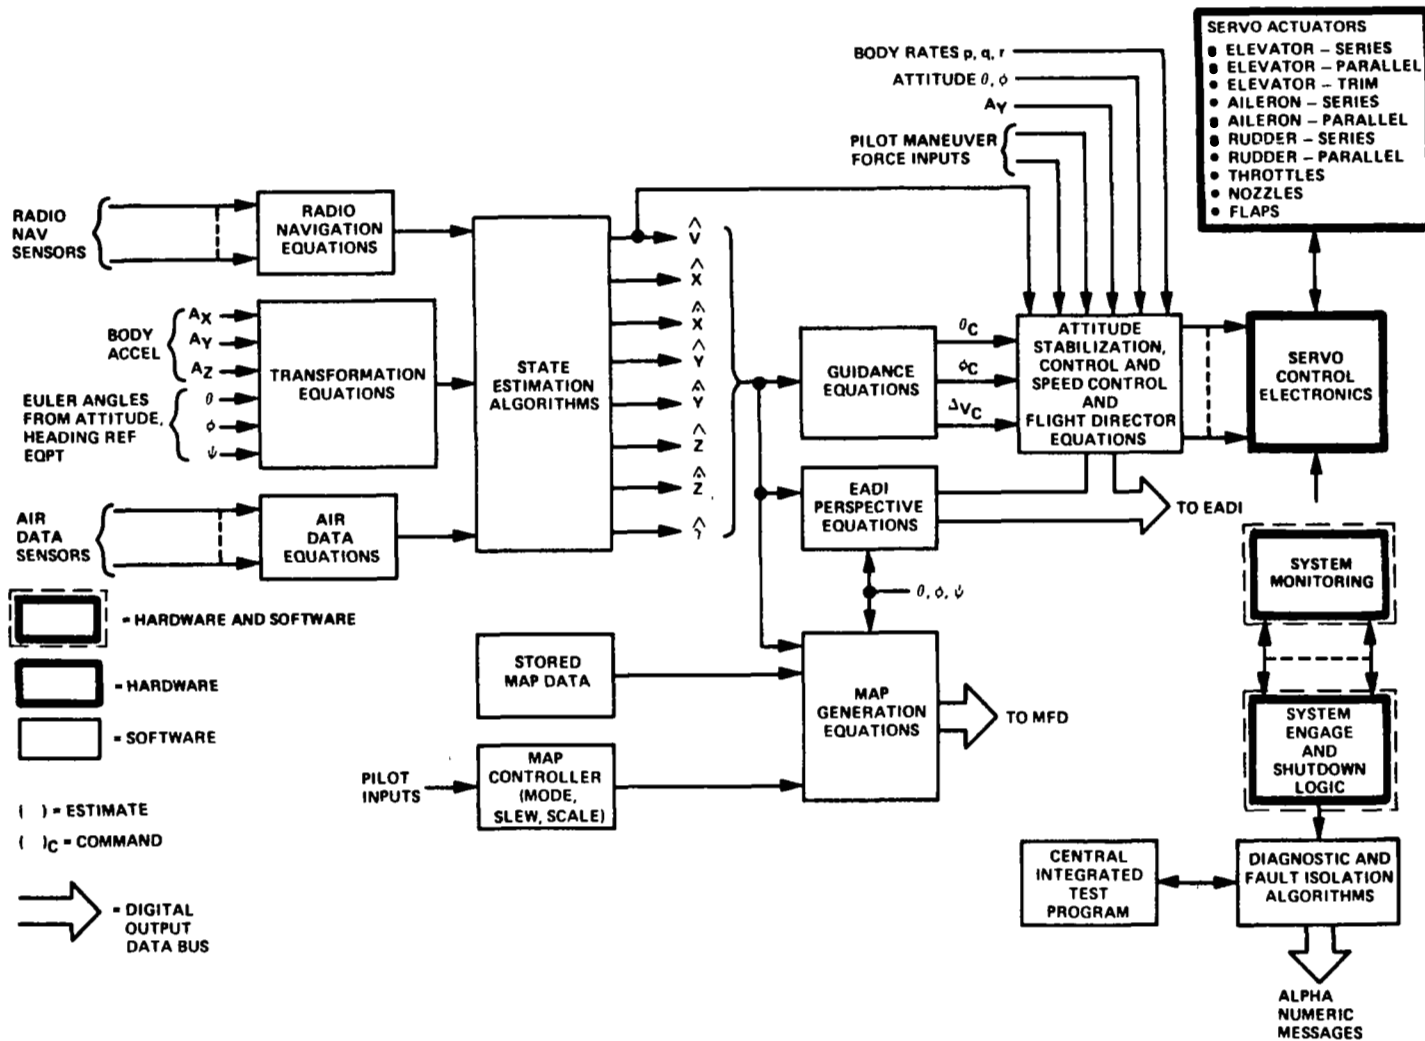 SERVO ACTUATORS
• ELEVATOR – SERIES
• ELEVATOR – PARALLEL
• ELEVATOR – TRIM
• AILERON – SERIES
• AILERON – PARALLEL
• RUDDER – SERIES
• RUDDER – PARALLEL
• THROTTLES
• NOZZLES
• FLAPS
BODY RATES p, q, r
ATTITUDE θ, ϕ
AY
PILOT MANEUVER
FORCE INPUTS
RADIO
NAV
SENSORS
RADIO
NAVIGATION
EQUATIONS
BODY
ACCEL
AX
AY
AZ
EULER ANGLES
FROM ATTITUDE,
HEADING REF
EQPT
θ
ϕ
ψ
TRANSFORMATION
EQUATIONS
AIR
DATA
SENSORS
AIR
DATA
EQUATIONS
STATE
ESTIMATION
ALGORITHMS
V̂
X̂
Ẋ̂
Ŷ
Ẏ̂
Ẑ
Ż̂
GUIDANCE
EQUATIONS
θC
ϕC
ΔVC
ATTITUDE
STABILIZATION,
CONTROL AND
SPEED CONTROL
AND
FLIGHT DIRECTOR
EQUATIONS
SERVO
CONTROL
ELECTRONICS
EADI
PERSPECTIVE
EQUATIONS
TO EADI
θ, ϕ, ψ
STORED
MAP DATA
MAP
GENERATION
EQUATIONS
TO MFD
PILOT
INPUTS
MAP
CONTROLLER
(MODE,
SLEW, SCALE)
SYSTEM
MONITORING
SYSTEM
ENGAGE
AND
SHUTDOWN
LOGIC
CENTRAL
INTEGRATED
TEST
PROGRAM
DIAGNOSTIC AND
FAULT ISOLATION
ALGORITHMS
ALPHA
NUMERIC
MESSAGES
= HARDWARE AND SOFTWARE
= HARDWARE
= SOFTWARE
( ) = ESTIMATE
( )C = COMMAND
= DIGITAL
OUTPUT
DATA BUS